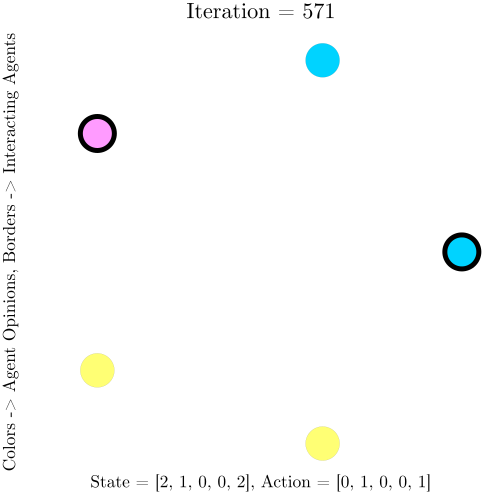 Iteration = 571
Colors -> Agent Opinions, Borders -> Interacting Agents
State = [2, 1, 0, 0, 2], Action = [0, 1, 0, 0, 1]